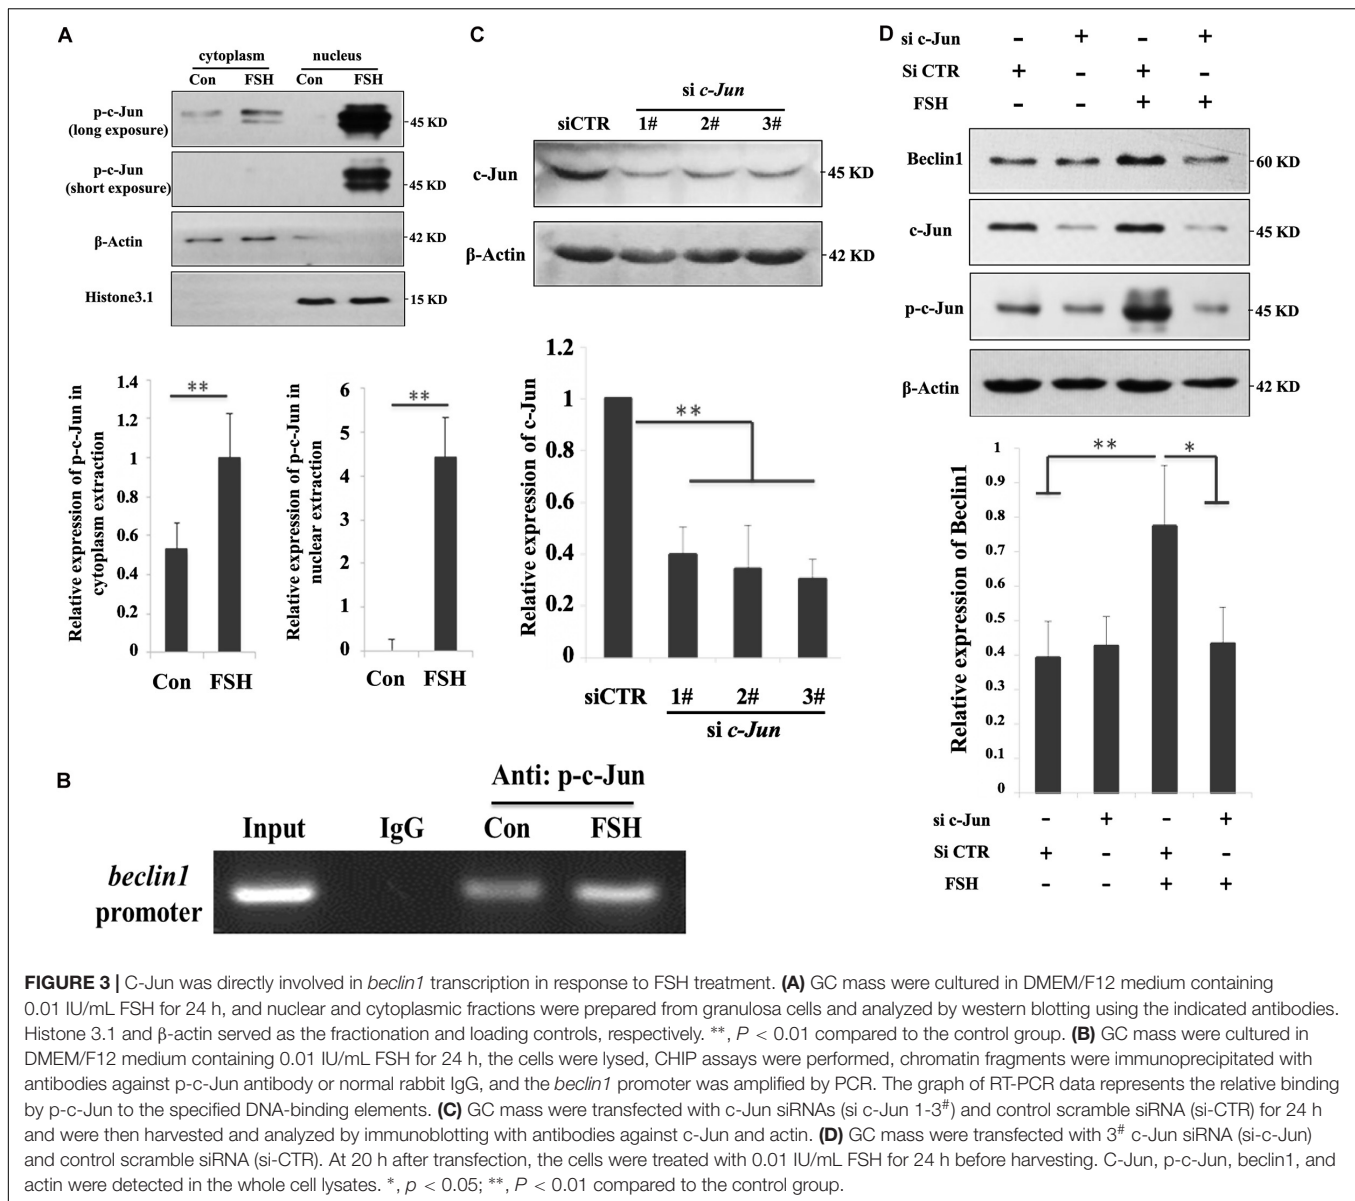 A
cytoplasm nucleus
Con FSH Con FSH
p-c-Jun
(long exposure)
45 KD
p-c-Jun
(short exposure)
45 KD
β-Actin
42 KD
Histone3.1
15 KD
Relative expression of p-c-Jun in
cytoplasm extraction
1.4
1.2
1
0.8
0.6
0.4
0.2
0
**
Con FSH
Relative expression of p-c-Jun in
nuclear extraction
6
5
4
3
2
1
0
**
Con FSH
C
si c-Jun
siCTR 1# 2# 3#
c-Jun
45 KD
β-Actin
42 KD
Relative expression of c-Jun
1.2
1
0.8
0.6
0.4
0.2
0
**
siCTR 1# 2# 3#
si c-Jun
D
si c-Jun - + - +
Si CTR + - + -
FSH - - + +
Beclin1
60 KD
c-Jun
45 KD
p-c-Jun
45 KD
β-Actin
42 KD
Relative expression of Beclin1
1
0.9
0.8
0.7
0.6
0.5
0.4
0.3
0.2
0.1
0
** *
si c-Jun - + - +
Si CTR + - + -
FSH - - + +
B
Anti: p-c-Jun
Input IgG Con FSH
beclin1
promoter
FIGURE 3 | C-Jun was directly involved in beclin1 transcription in response to FSH treatment. (A) GC mass were cultured in DMEM/F12 medium containing
0.01 IU/mL FSH for 24 h, and nuclear and cytoplasmic fractions were prepared from granulosa cells and analyzed by western blotting using the indicated antibodies.
Histone 3.1 and β-actin served as the fractionation and loading controls, respectively. **, P < 0.01 compared to the control group. (B) GC mass were cultured in
DMEM/F12 medium containing 0.01 IU/mL FSH for 24 h, the cells were lysed, CHIP assays were performed, chromatin fragments were immunoprecipitated with
antibodies against p-c-Jun antibody or normal rabbit IgG, and the beclin1 promoter was amplified by PCR. The graph of RT-PCR data represents the relative binding
by p-c-Jun to the specified DNA-binding elements. (C) GC mass were transfected with c-Jun siRNAs (si c-Jun 1-3#) and control scramble siRNA (si-CTR) for 24 h
and were then harvested and analyzed by immunoblotting with antibodies against c-Jun and actin. (D) GC mass were transfected with 3# c-Jun siRNA (si-c-Jun)
and control scramble siRNA (si-CTR). At 20 h after transfection, the cells were treated with 0.01 IU/mL FSH for 24 h before harvesting. C-Jun, p-c-Jun, beclin1, and
actin were detected in the whole cell lysates. *, p < 0.05; **, P < 0.01 compared to the control group.